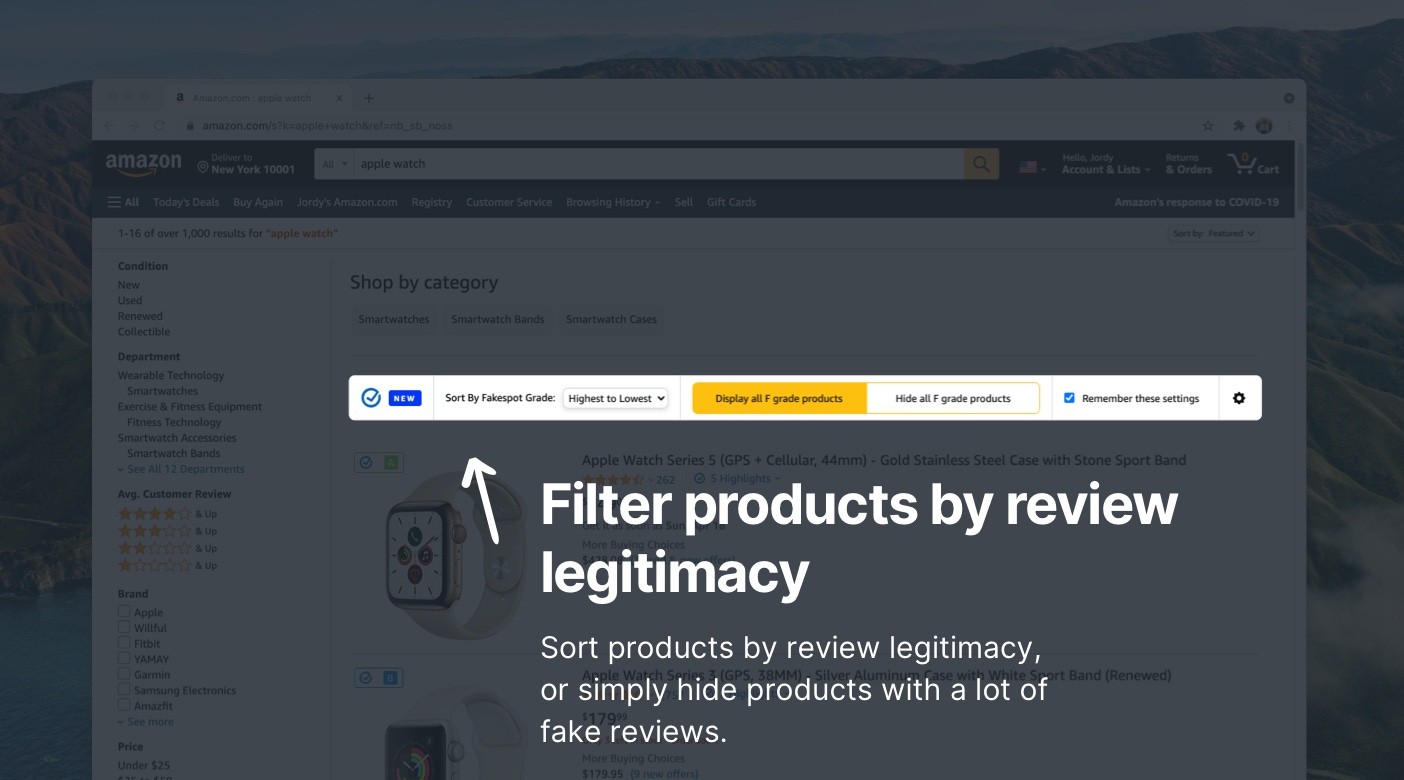 a Amazon.com : apple watch
amazon.com/s?k=apple+watch&ref=nb_sb_noss
amazon
Deliver to
New York 10001
All
apple watch
Hello, Jordy
Account & Lists
Returns
& Orders
0
Cart
All Today's Deals Buy Again Jordy's Amazon.com Registry Customer Service Browsing History Sell Gift Cards
Amazon's response to COVID-19
1-16 of over 1,000 results for "apple watch"
Sort by: Featured
Condition
New
Used
Renewed
Collectible
Department
Wearable Technology
Smartwatches
Exercise & Fitness Equipment
Fitness Technology
Smartwatch Accessories
Smartwatch Bands
See All 12 Departments
Avg. Customer Review
& Up
& Up
& Up
& Up
Brand
Apple
Willful
Fitbit
YAMAY
Garmin
Samsung Electronics
Amazfit
See more
Price
Under $25
Shop by category
Smartwatches Smartwatch Bands Smartwatch Cases
NEW Sort By Fakespot Grade: Highest to Lowest Display all F grade products Hide all F grade products Remember these settings
A
Apple Watch Series 5 (GPS + Cellular, 44mm) - Gold Stainless Steel Case with Stone Sport Band
262 5 Highlights
Get it as soon as Sun, Apr 18
More Buying Choices
Filter products by review
legitimacy
B
Apple Watch Series 3 (GPS, 38MM) - Silver Aluminum Case with White Sport Band (Renewed)
$179 99
More Buying Choices
$179.95 (9 new offers)
Sort products by review legitimacy,
or simply hide products with a lot of
fake reviews.